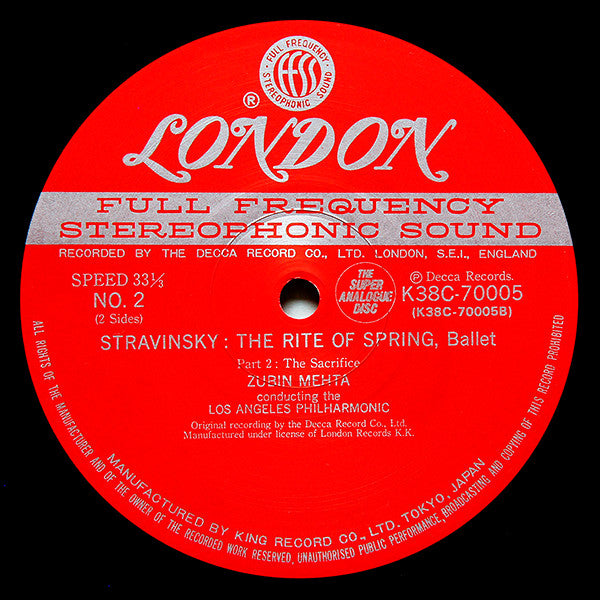 FULL FREQUENCY
ffss
STEREOPHONIC SOUND
®
LONDON
FULL FREQUENCY
STEREOPHONIC SOUND
RECORDED BY THE DECCA RECORD CO., LTD. LONDON, S.E.I., ENGLAND
SPEED 33⅓
NO. 2
(2 Sides)
THE
SUPER
ANALOGUE
DISC
℗ Decca Records.
K38C-70005
(K38C-70005B)
STRAVINSKY : THE RITE OF SPRING, Ballet
Part 2 : The Sacrifice
ZUBIN MEHTA
conducting the
LOS ANGELES PHILHARMONIC
Original recording by the Decca Record Co., Ltd.
Manufactured under license of London Records K.K.
MANUFACTURED BY KING RECORD CO., LTD. TOKYO, JAPAN
ALL RIGHTS OF THE MANUFACTURER AND OF THE OWNER OF THE RECORDED WORK RESERVED, UNAUTHORISED PUBLIC PERFORMANCE, BROADCASTING AND COPYING OF THIS RECORD PROHIBITED